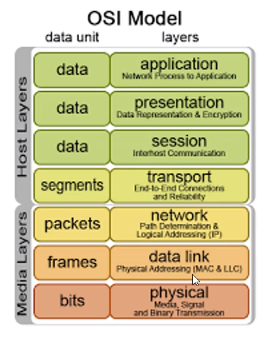 OSI Model
data unit layers
Host Layers
data application
Network Process to Application
data presentation
Data Representation & Encryption
data session
Interhost Communication
segments transport
End-to-End Connections
and Reliability
Media Layers
packets network
Path Determination &
Logical Addressing (IP)
frames data link
Physical Addressing (MAC & LLC)
bits physical
Media, Signal
and Binary Transmission